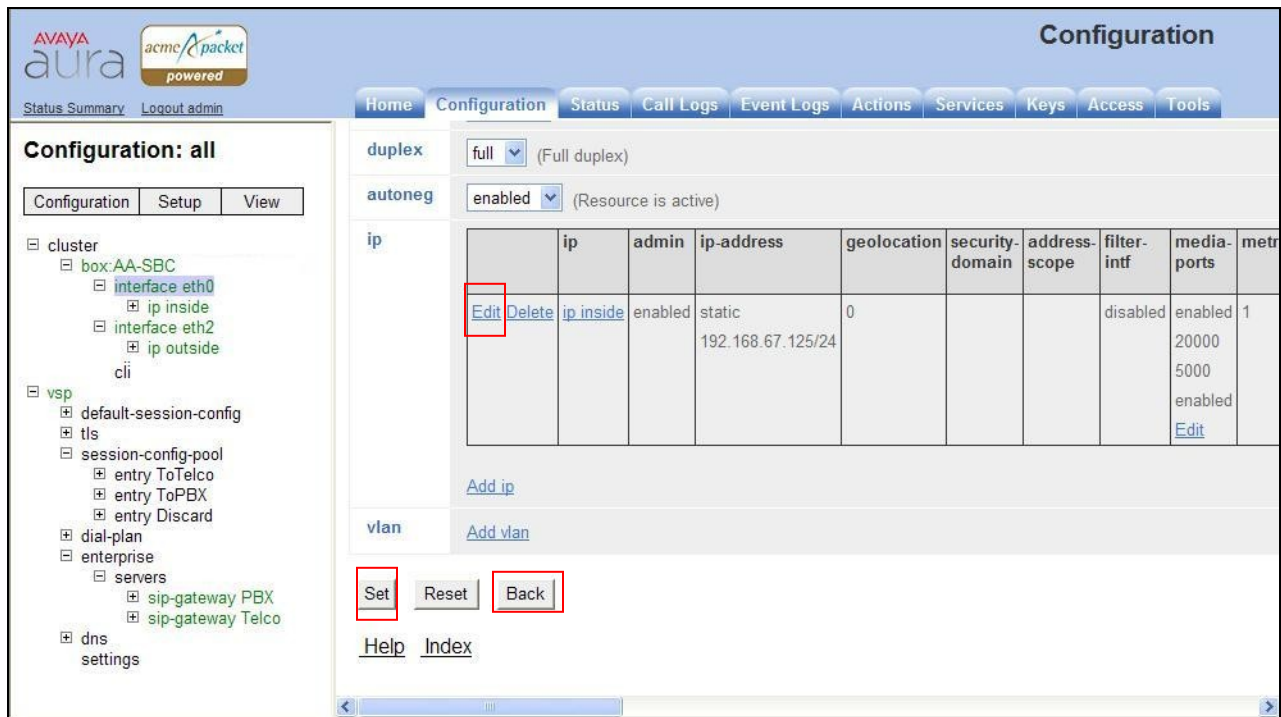 AVAYA
aura
acme packet
powered
Configuration
Status Summary Logout admin
Home Configuration Status Call Logs Event Logs Actions Services Keys Access Tools
Configuration: all
Configuration Setup View
cluster
box:AA-SBC
interface eth0
ip inside
interface eth2
ip outside
cli
vsp
default-session-config
tls
session-config-pool
entry ToTelco
entry ToPBX
entry Discard
dial-plan
enterprise
servers
sip-gateway PBX
sip-gateway Telco
dns
settings
duplex full (Full duplex)
autoneg enabled (Resource is active)
ip
ip admin ip-address geolocation security-domain address-scope filter-intf media-ports metr
Edit Delete ip inside enabled static 0 disabled enabled 1
192.168.67.125/24 20000
5000
enabled
Edit
Add ip
vlan Add vlan
Set Reset Back
Help Index